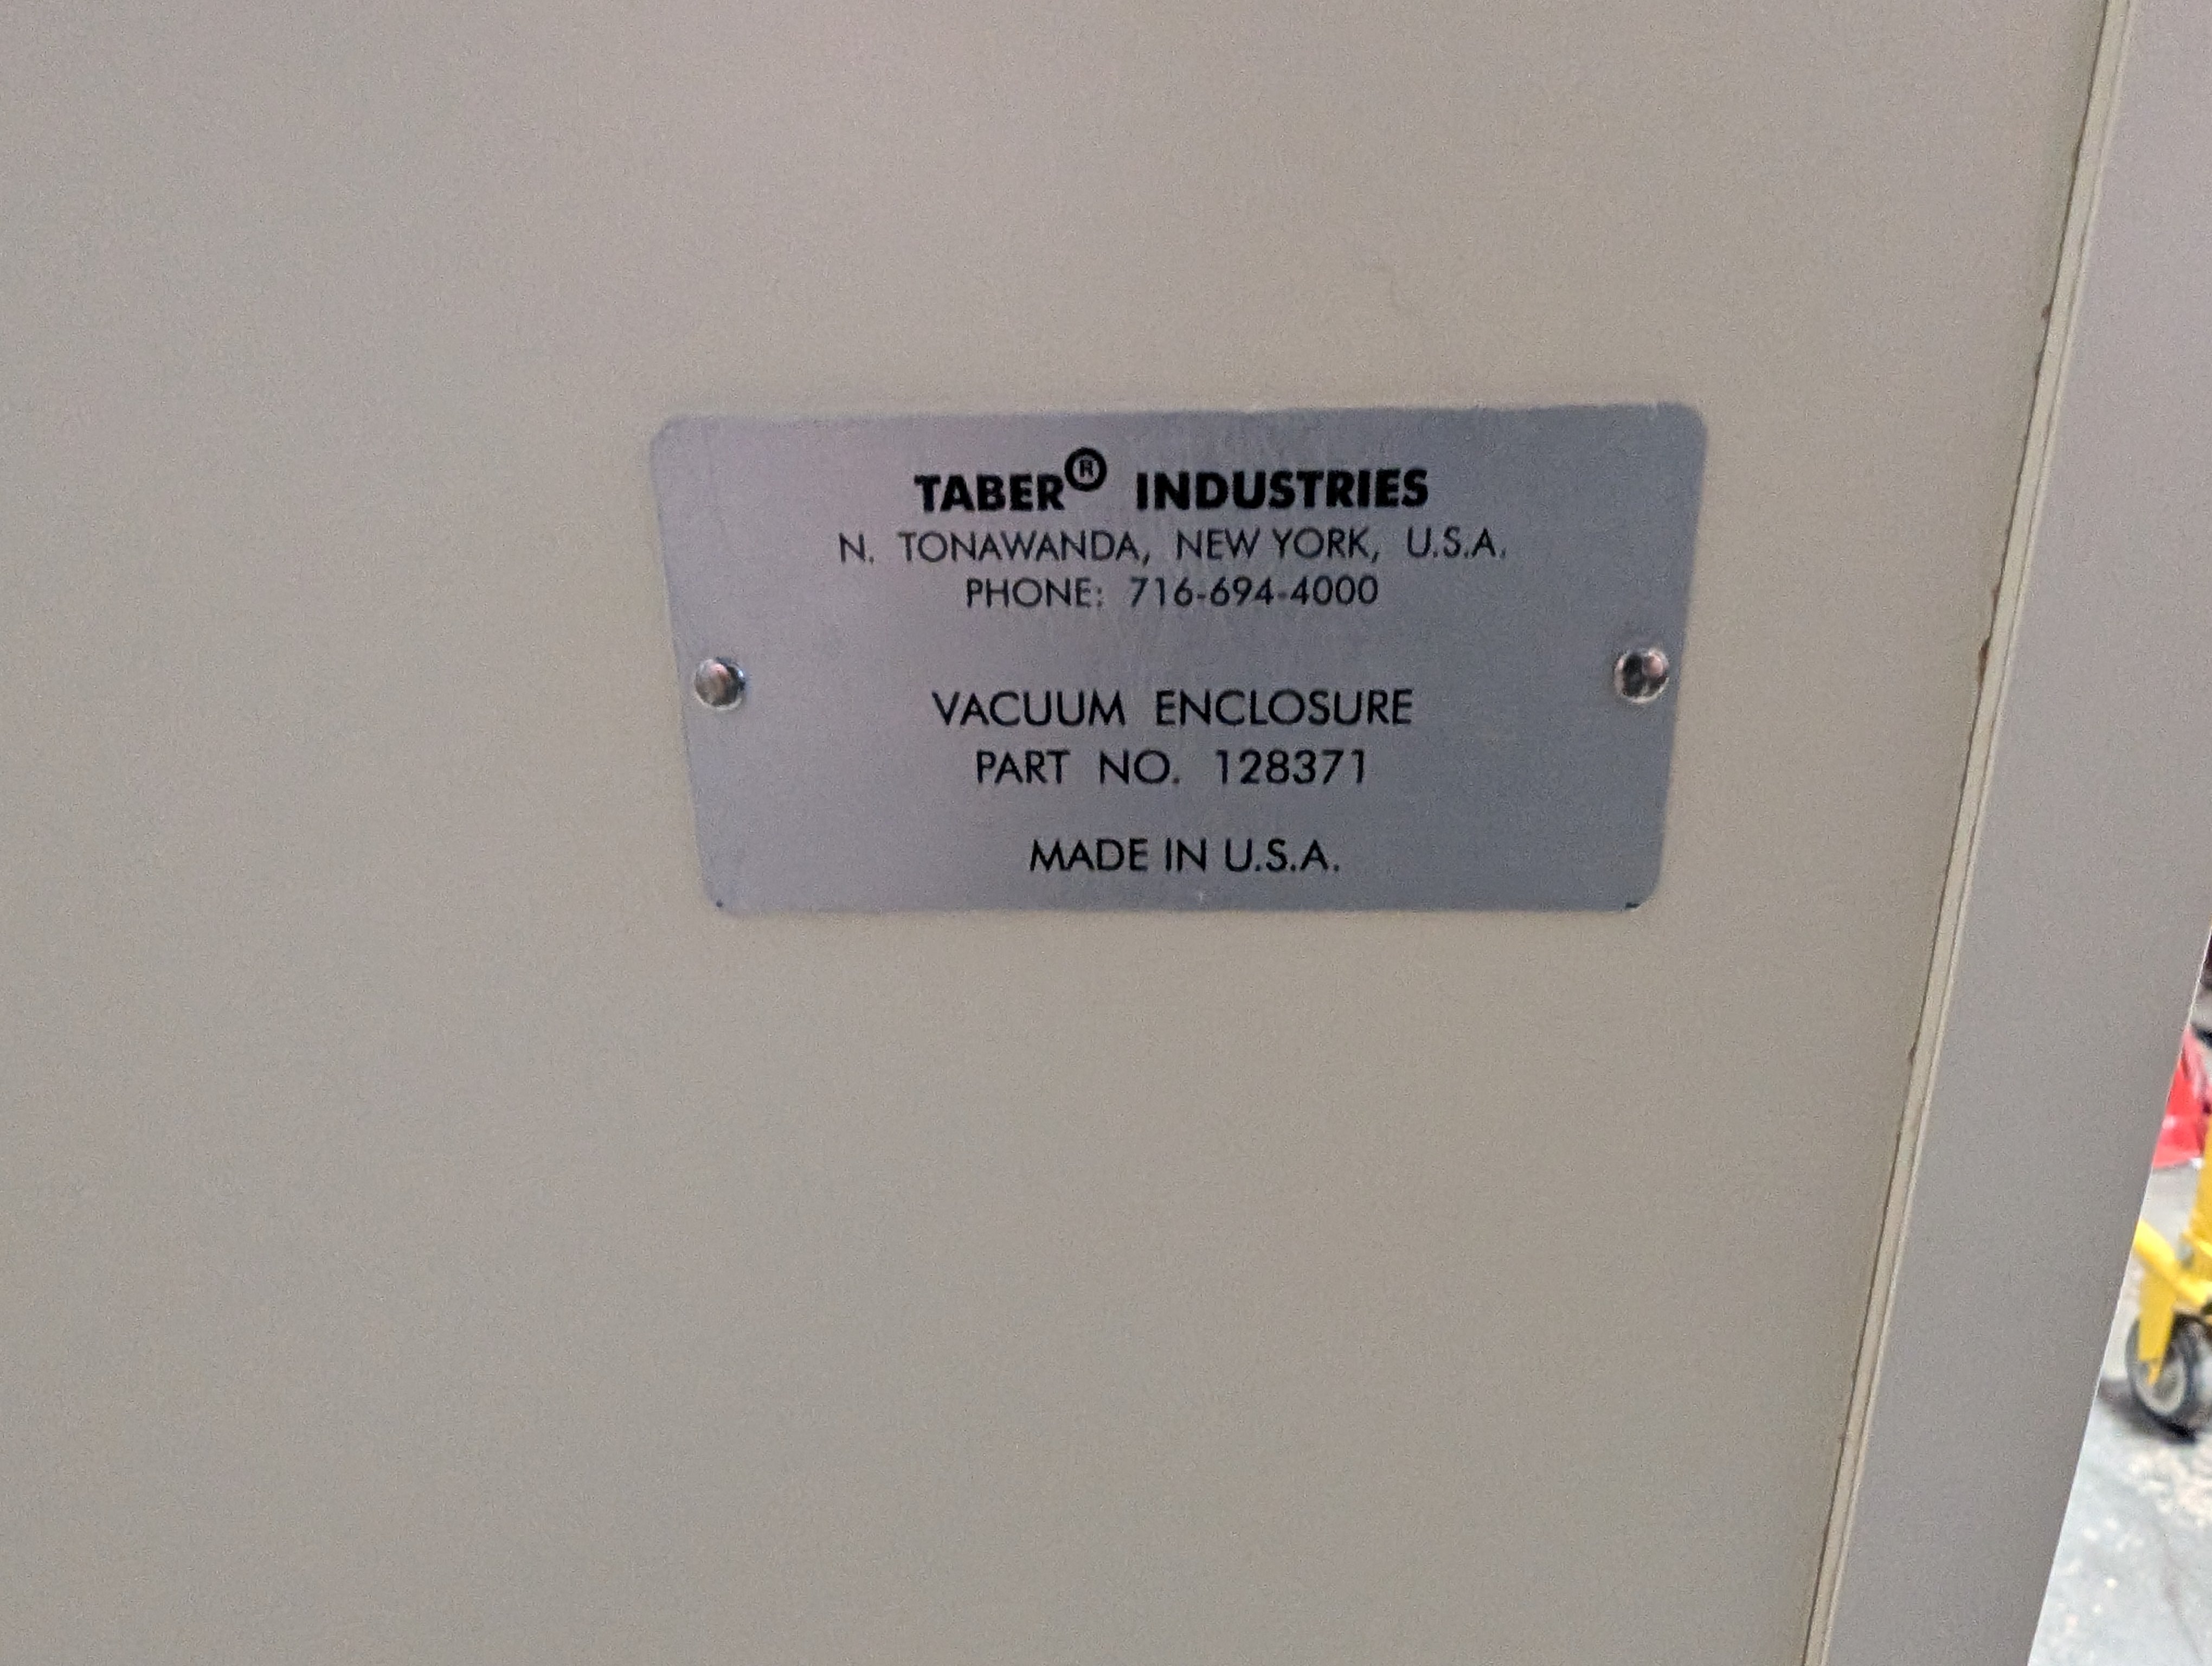 TABER® INDUSTRIES
N. TONAWANDA, NEW YORK, U.S.A.
PHONE: 716-694-4000
VACUUM ENCLOSURE
PART NO. 128371
MADE IN U.S.A.